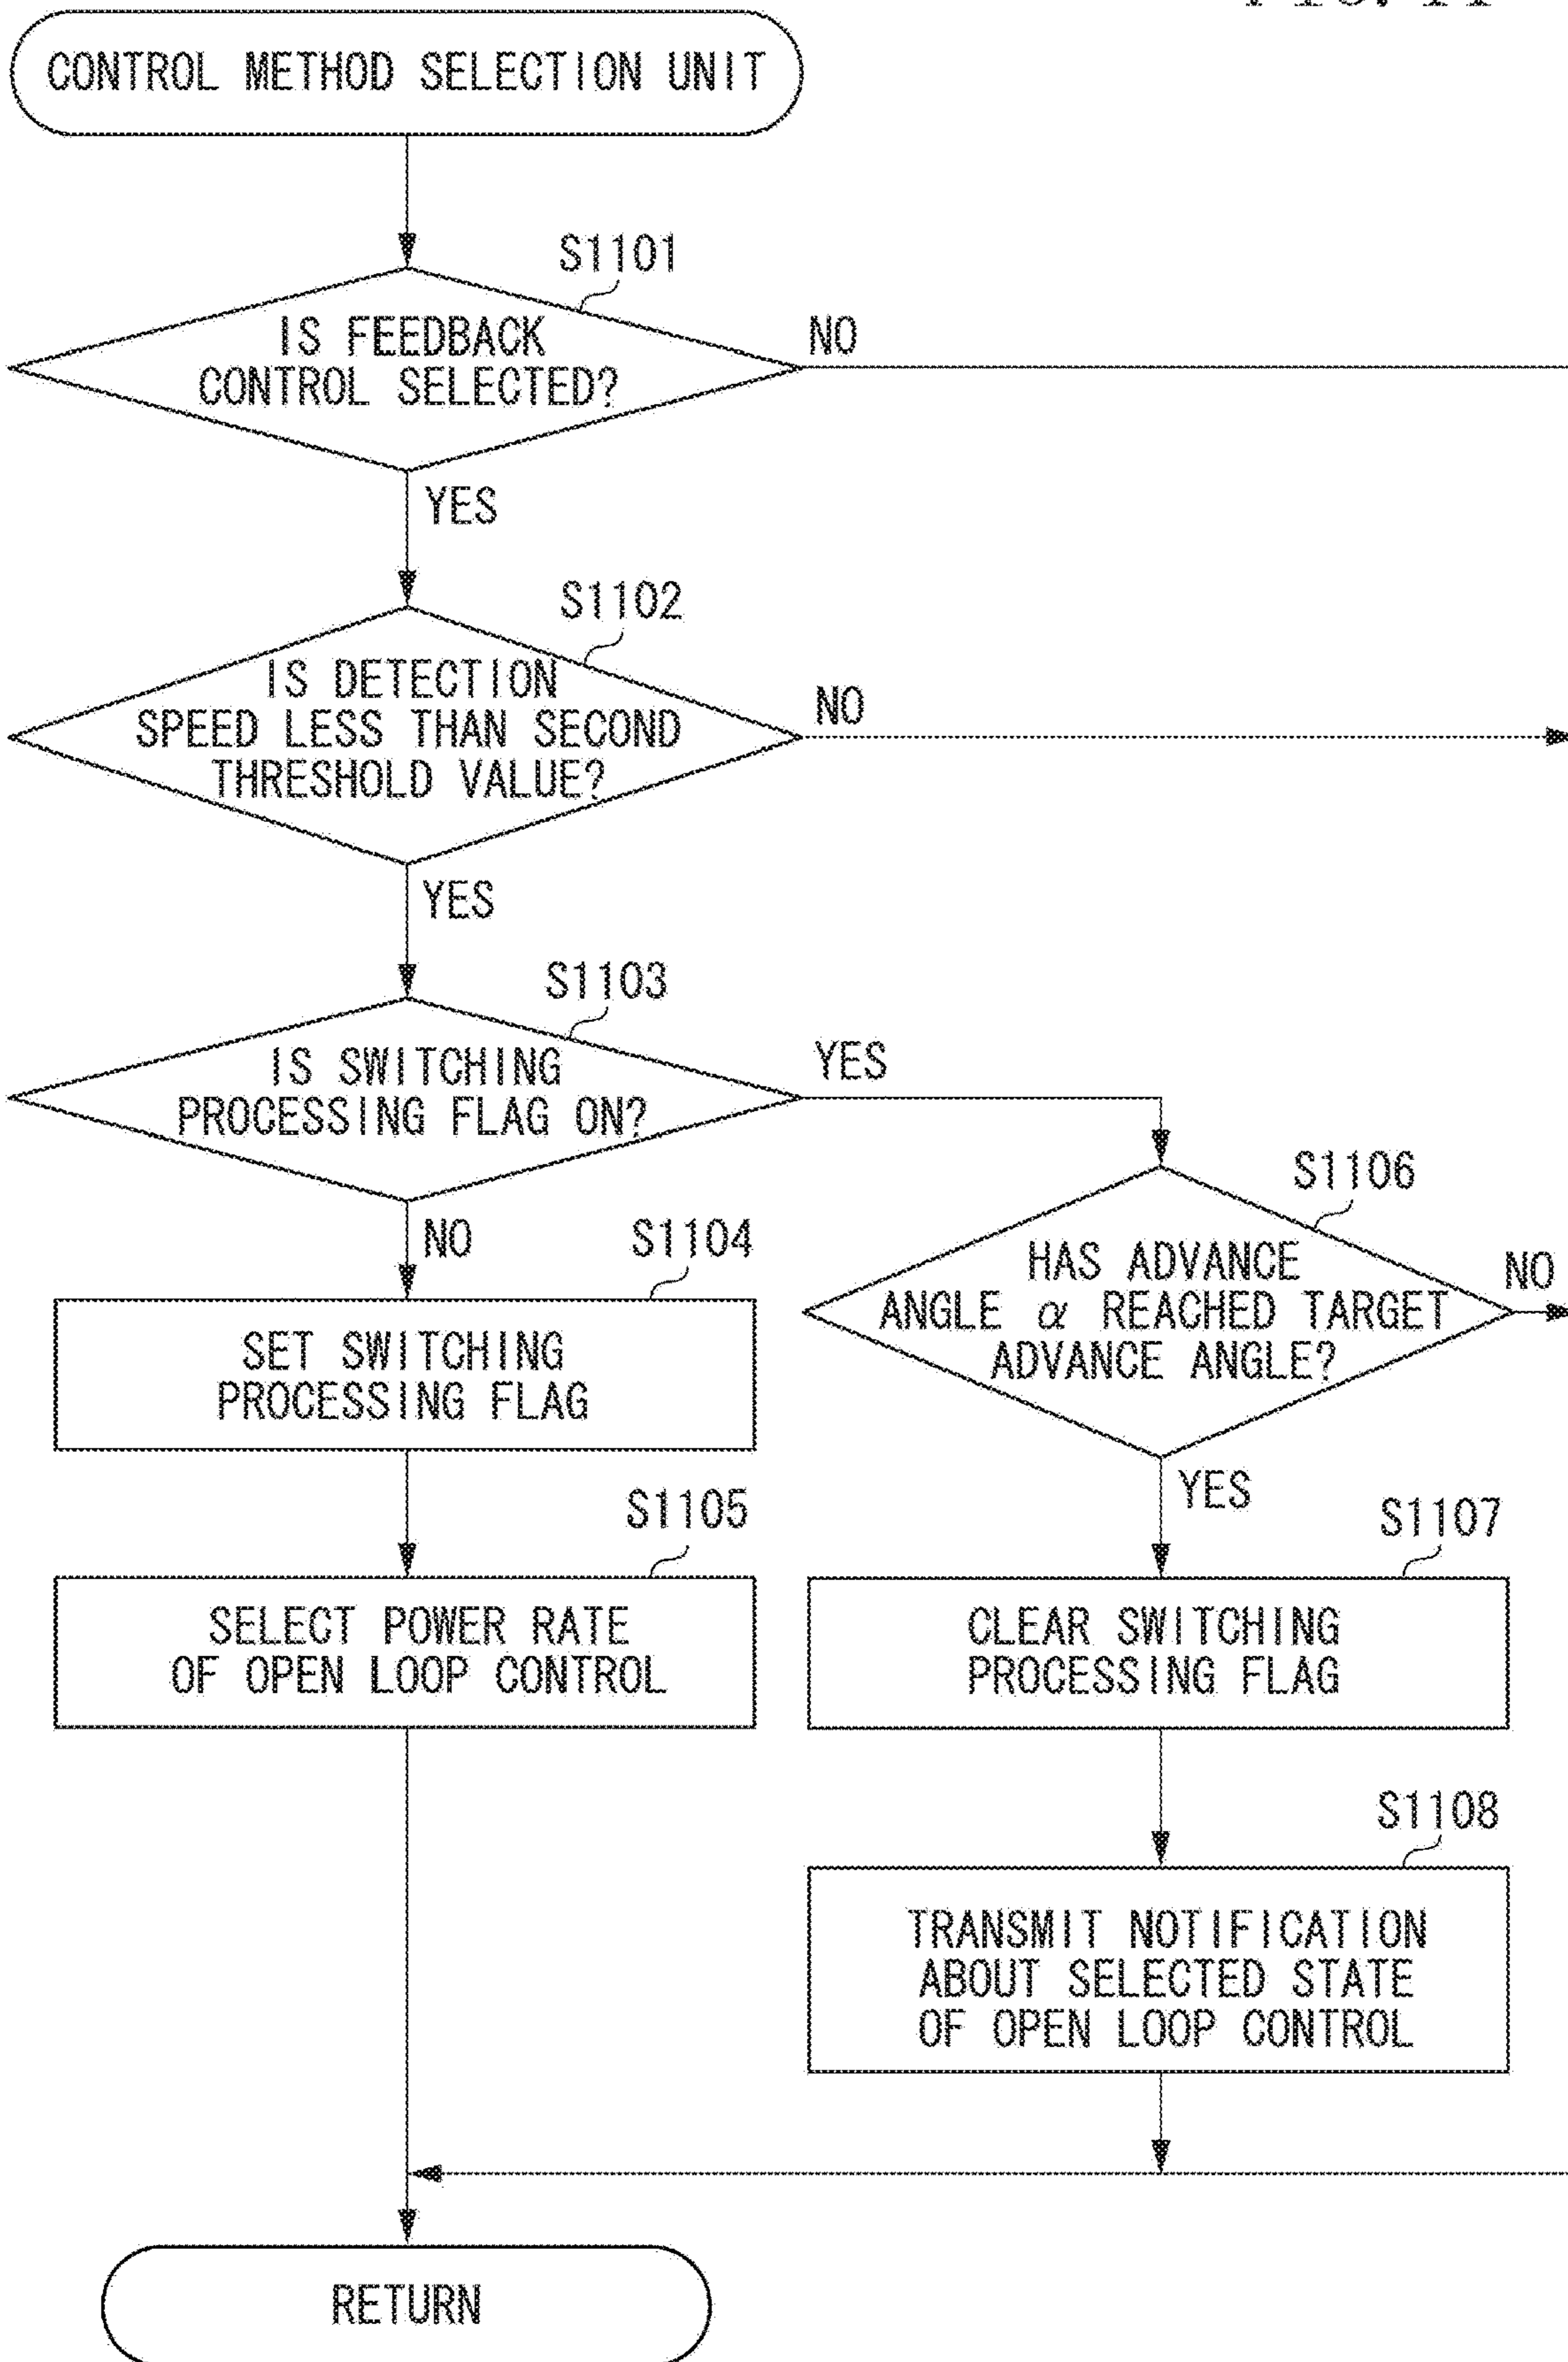 CONTROL METHOD SELECTION UNIT
S1101
IS FEEDBACK
CONTROL SELECTED?
NO
YES
S1102
IS DETECTION
SPEED LESS THAN SECOND
THRESHOLD VALUE?
NO
YES
S1103
IS SWITCHING
PROCESSING FLAG ON?
YES
NO
S1104
SET SWITCHING
PROCESSING FLAG
S1105
SELECT POWER RATE
OF OPEN LOOP CONTROL
S1106
HAS ADVANCE
ANGLE α REACHED TARGET
ADVANCE ANGLE?
NO
YES
S1107
CLEAR SWITCHING
PROCESSING FLAG
S1108
TRANSMIT NOTIFICATION
ABOUT SELECTED STATE
OF OPEN LOOP CONTROL
RETURN